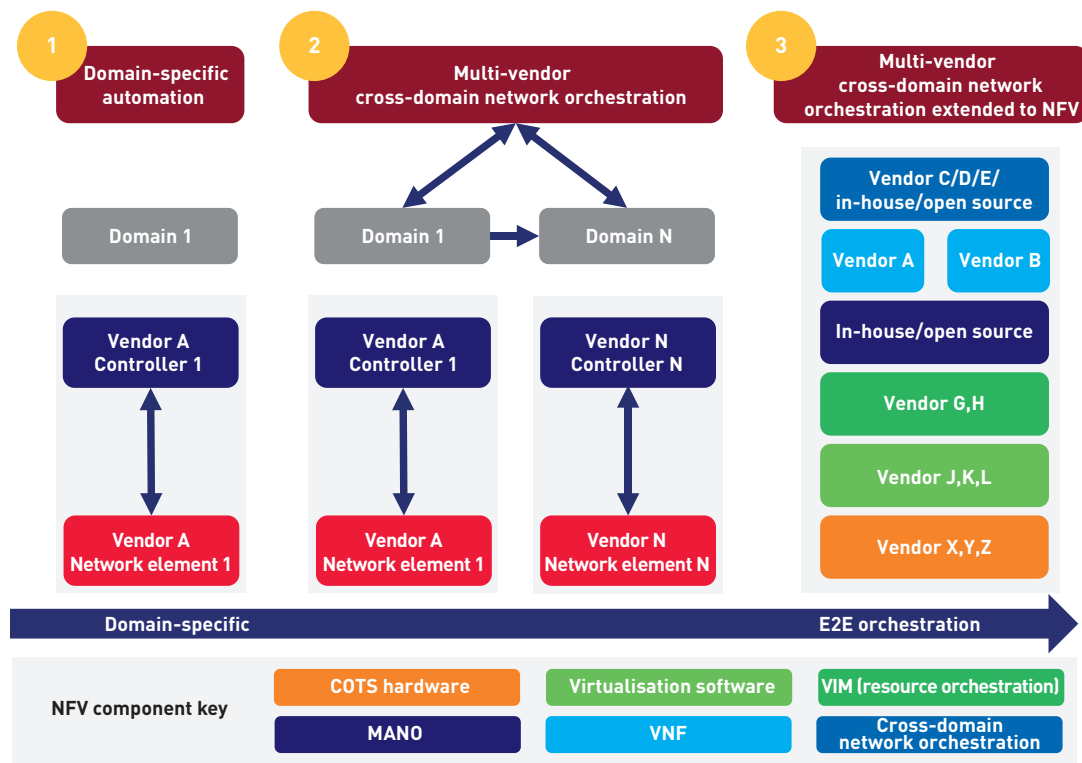 1
Domain-specific
automation
2
Multi-vendor
cross-domain network orchestration
3
Multi-vendor
cross-domain network
orchestration extended to NFV
Domain 1
Domain 1
Domain N
Vendor A
Controller 1
Vendor A
Controller 1
Vendor N
Controller N
Vendor A
Network element 1
Vendor A
Network element 1
Vendor N
Network element N
Vendor C/D/E/
in-house/open source
Vendor A
Vendor B
In-house/open source
Vendor G,H
Vendor J,K,L
Vendor X,Y,Z
Domain-specific
E2E orchestration
NFV component key
COTS hardware
Virtualisation software
VIM (resource orchestration)
MANO
VNF
Cross-domain
network orchestration